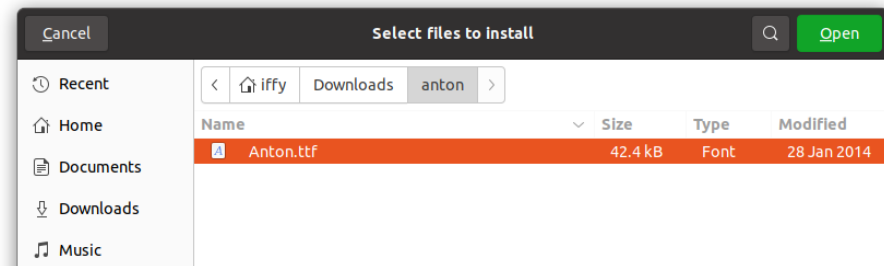 Cancel Select files to install Open
Recent
iffy Downloads anton
Home
Name Size Type Modified
A Anton.ttf 42.4 kB Font 28 Jan 2014
Documents
Downloads
Music